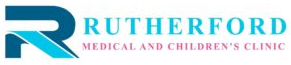 RUTHERFORD
MEDICAL AND CHILDREN'S CLINIC